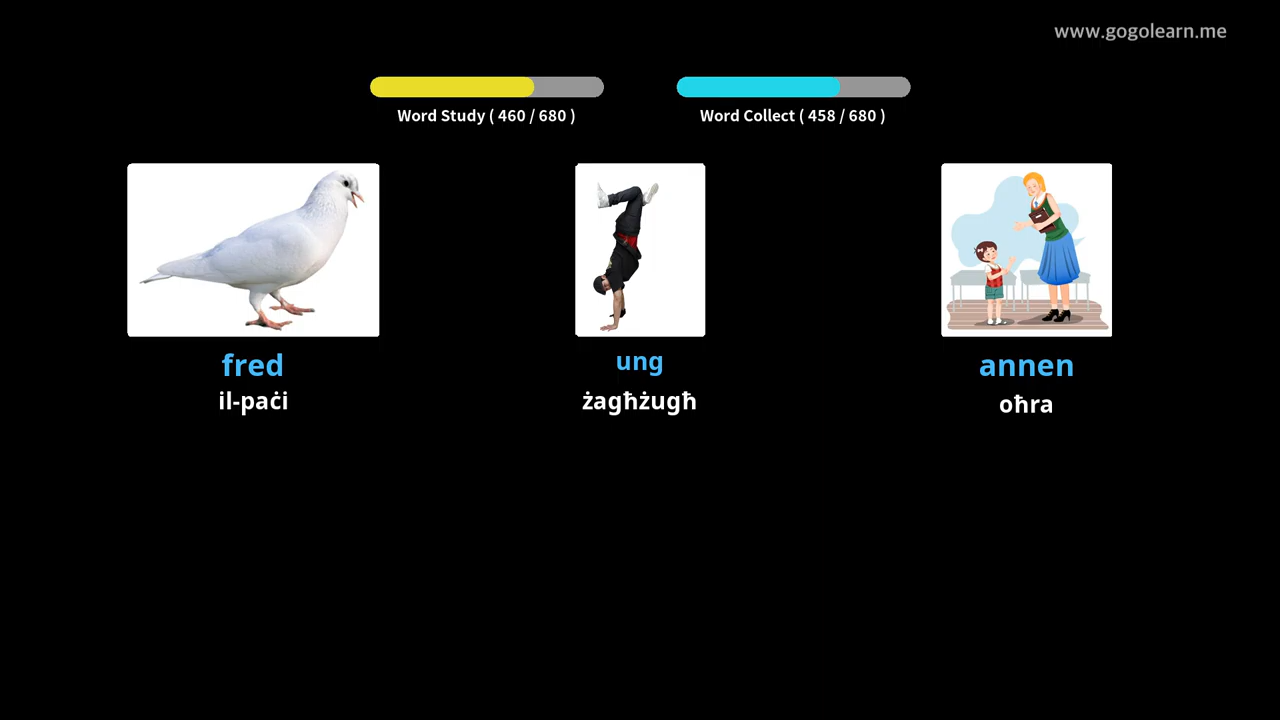 www.gogolearn.me
Word Study ( 460 / 680 )
Word Collect ( 458 / 680 )
fred
ung
annen
il-paċi
żagħżugħ
oħra